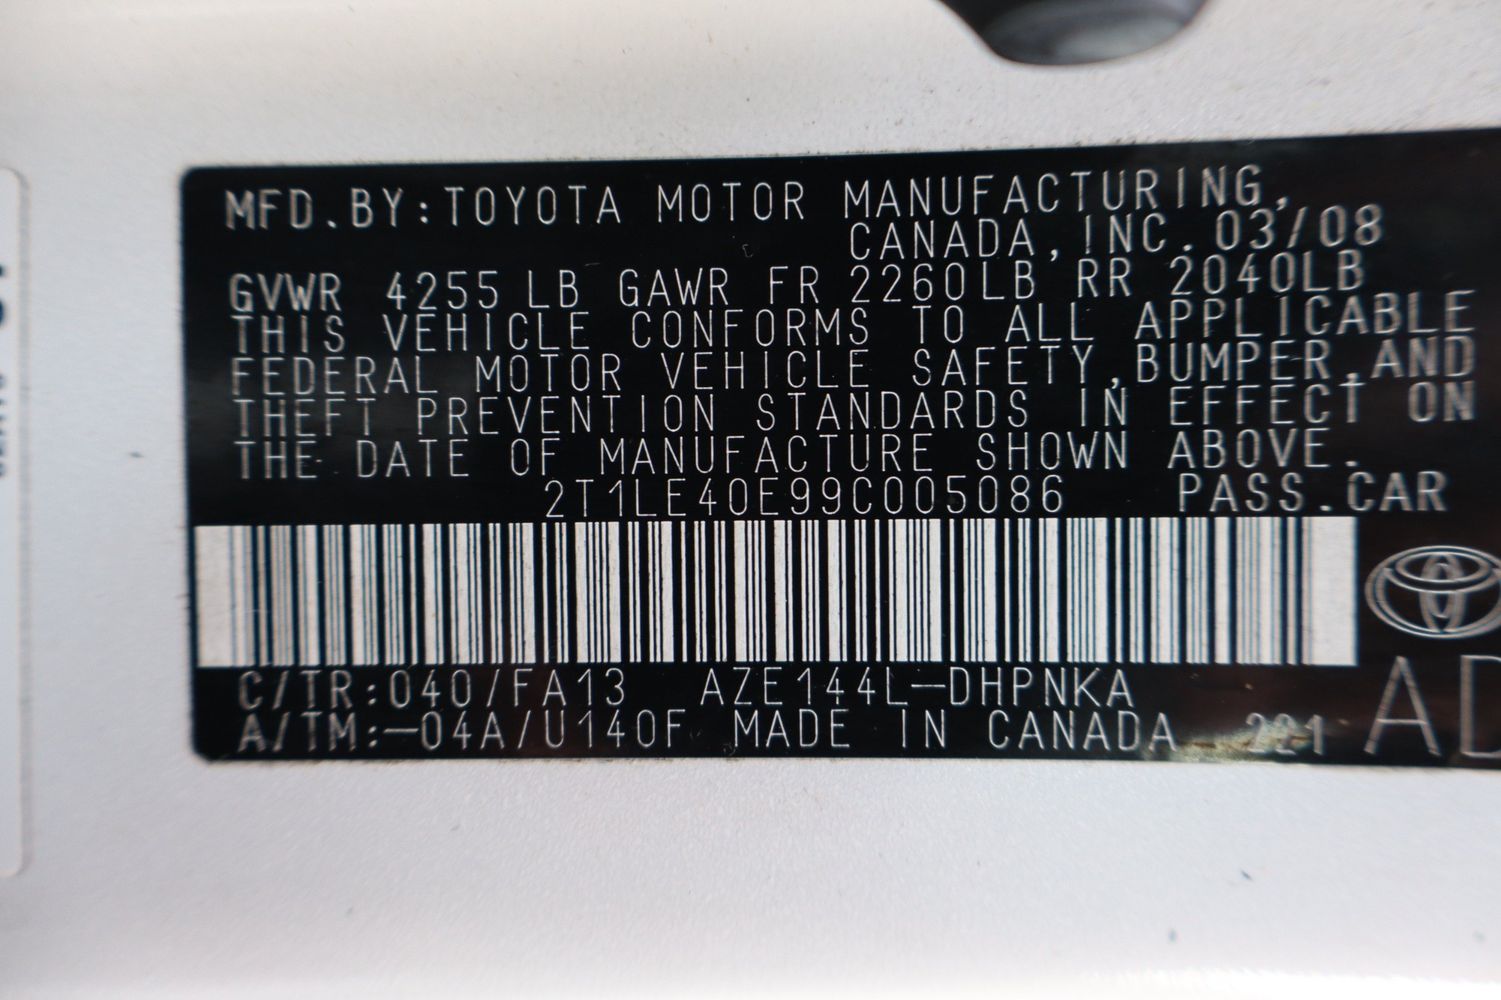 MFD.BY:TOYOTA MOTOR MANUFACTURING,
CANADA,INC. 03/08
GVWR 4255LB GAWR FR 2260LB RR 2040LB
THIS VEHICLE CONFORMS TO ALL APPLICABLE
FEDERAL MOTOR VEHICLE SAFETY,BUMPER,AND
THEFT PREVENTION STANDARDS IN EFFECT ON
THE DATE OF MANUFACTURE SHOWN ABOVE.
2T1LE40E99C005086 PASS.CAR
C/TR:040/FA13 AZE144L-DHPNKA
A/TM:-04A/U140F MADE IN CANADA 221
AD